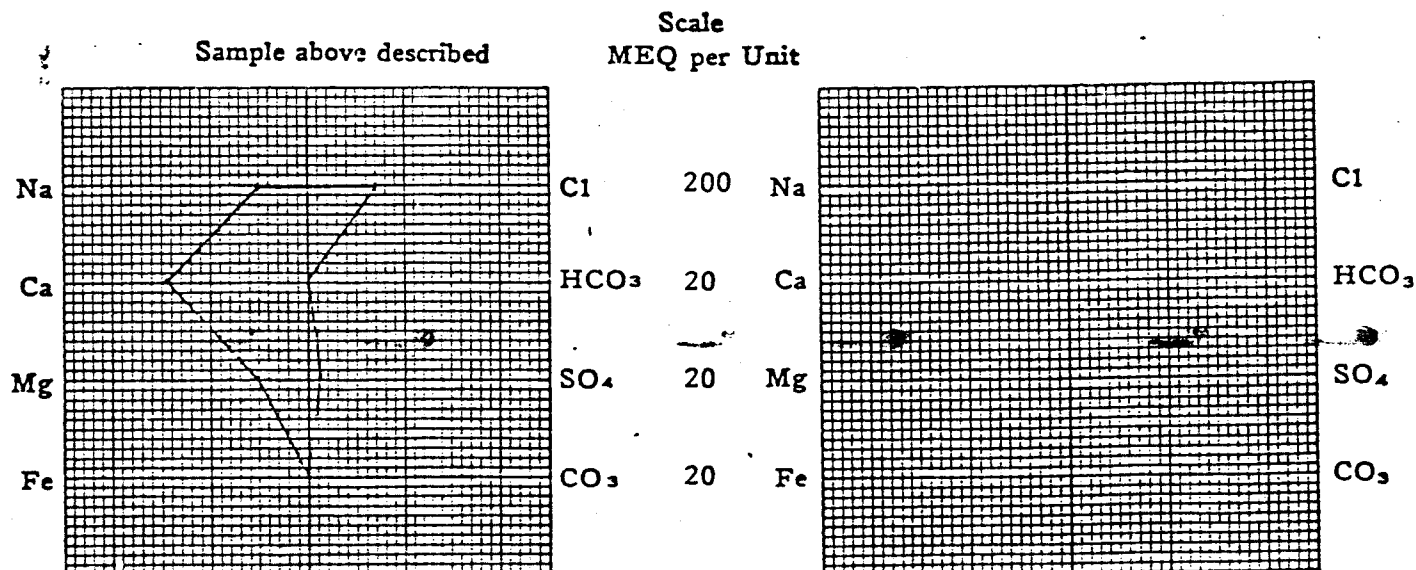 Scale
Sample above described MEQ per Unit
Na Cl 200 Na Cl
Ca HCO₃ 20 Ca HCO₃
Mg SO₄ 20 Mg SO₄
Fe CO₃ 20 Fe CO₃